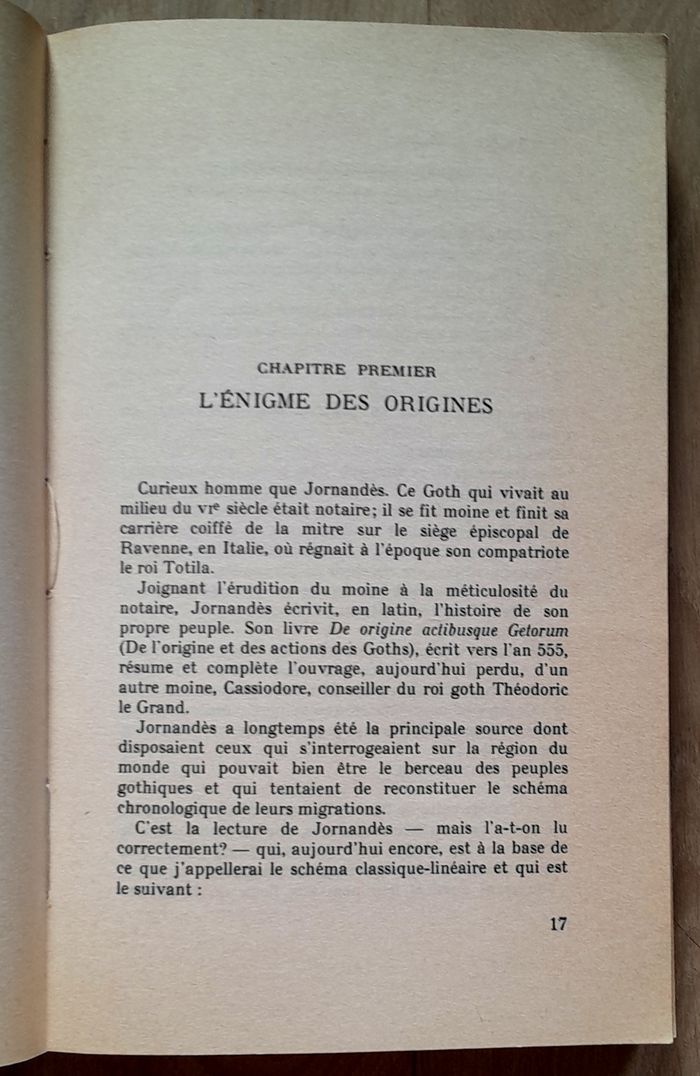 CHAPITRE PREMIER
L'ÉNIGME DES ORIGINES
Curieux homme que Jornandès. Ce Goth qui vivait au
milieu du VIe siècle était notaire; il se fit moine et finit sa
carrière coiffé de la mitre sur le siège épiscopal de
Ravenne, en Italie, où régnait à l'époque son compatriote
le roi Totila.
Joignant l'érudition du moine à la méticulosité du
notaire, Jornandès écrivit, en latin, l'histoire de son
propre peuple. Son livre De origine actibusque Getorum
(De l'origine et des actions des Goths), écrit vers l'an 555,
résume et complète l'ouvrage, aujourd'hui perdu, d'un
autre moine, Cassiodore, conseiller du roi goth Théodoric
le Grand.
Jornandès a longtemps été la principale source dont
disposaient ceux qui s'interrogeaient sur la région du
monde qui pouvait bien être le berceau des peuples
gothiques et qui tentaient de reconstituer le schéma
chronologique de leurs migrations.
C'est la lecture de Jornandès — mais l'a-t-on lu
correctement? — qui, aujourd'hui encore, est à la base de
ce que j'appellerai le schéma classique-linéaire et qui est
le suivant :
17